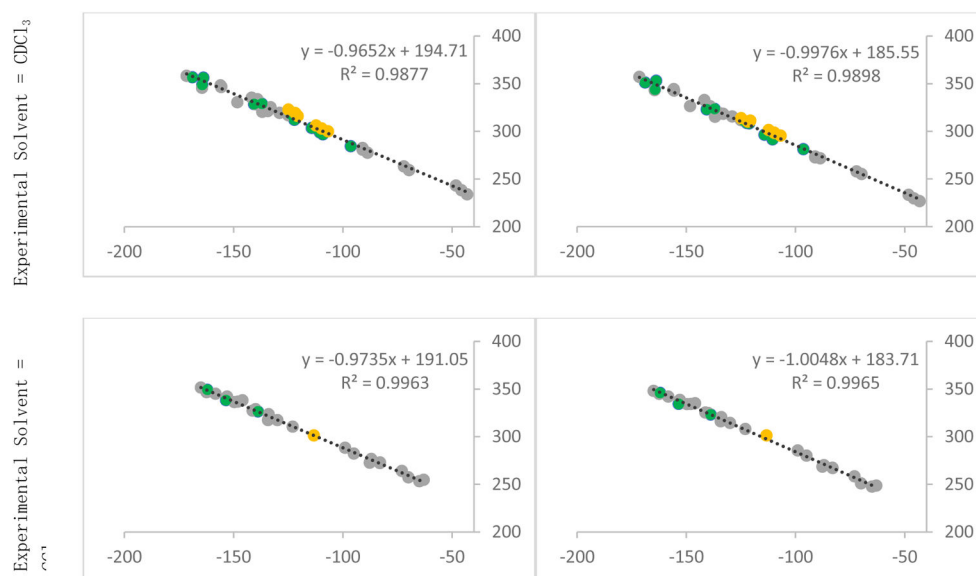 Experimental Solvent = CDCl₃
y = -0.9652x + 194.71
R² = 0.9877
400
350
300
250
200
-200 -150 -100 -50
y = -0.9976x + 185.55
R² = 0.9898
400
350
300
250
200
-200 -150 -100 -50
Experimental Solvent =
y = -0.9735x + 191.05
R² = 0.9963
400
350
300
250
200
-200 -150 -100 -50
y = -1.0048x + 183.71
R² = 0.9965
400
350
300
250
200
-200 -150 -100 -50